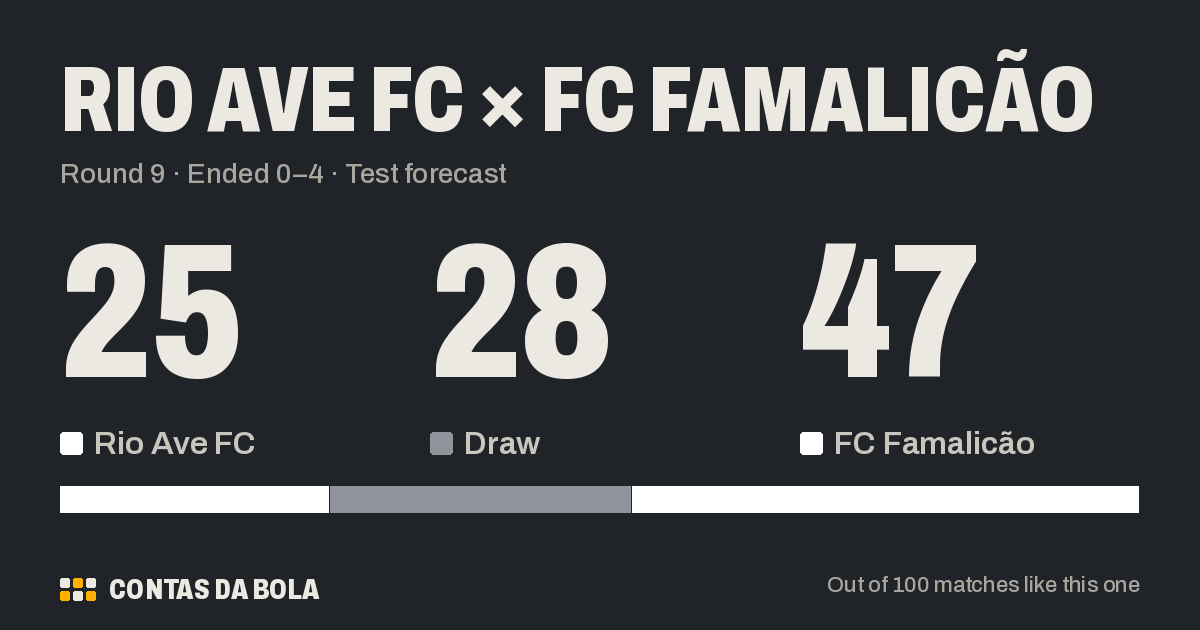 RIO AVE FC × FC FAMALICÃO
Round 9 · Ended 0–4 · Test forecast
25 28 47
Rio Ave FC Draw FC Famalicão
CONTAS DA BOLA
Out of 100 matches like this one